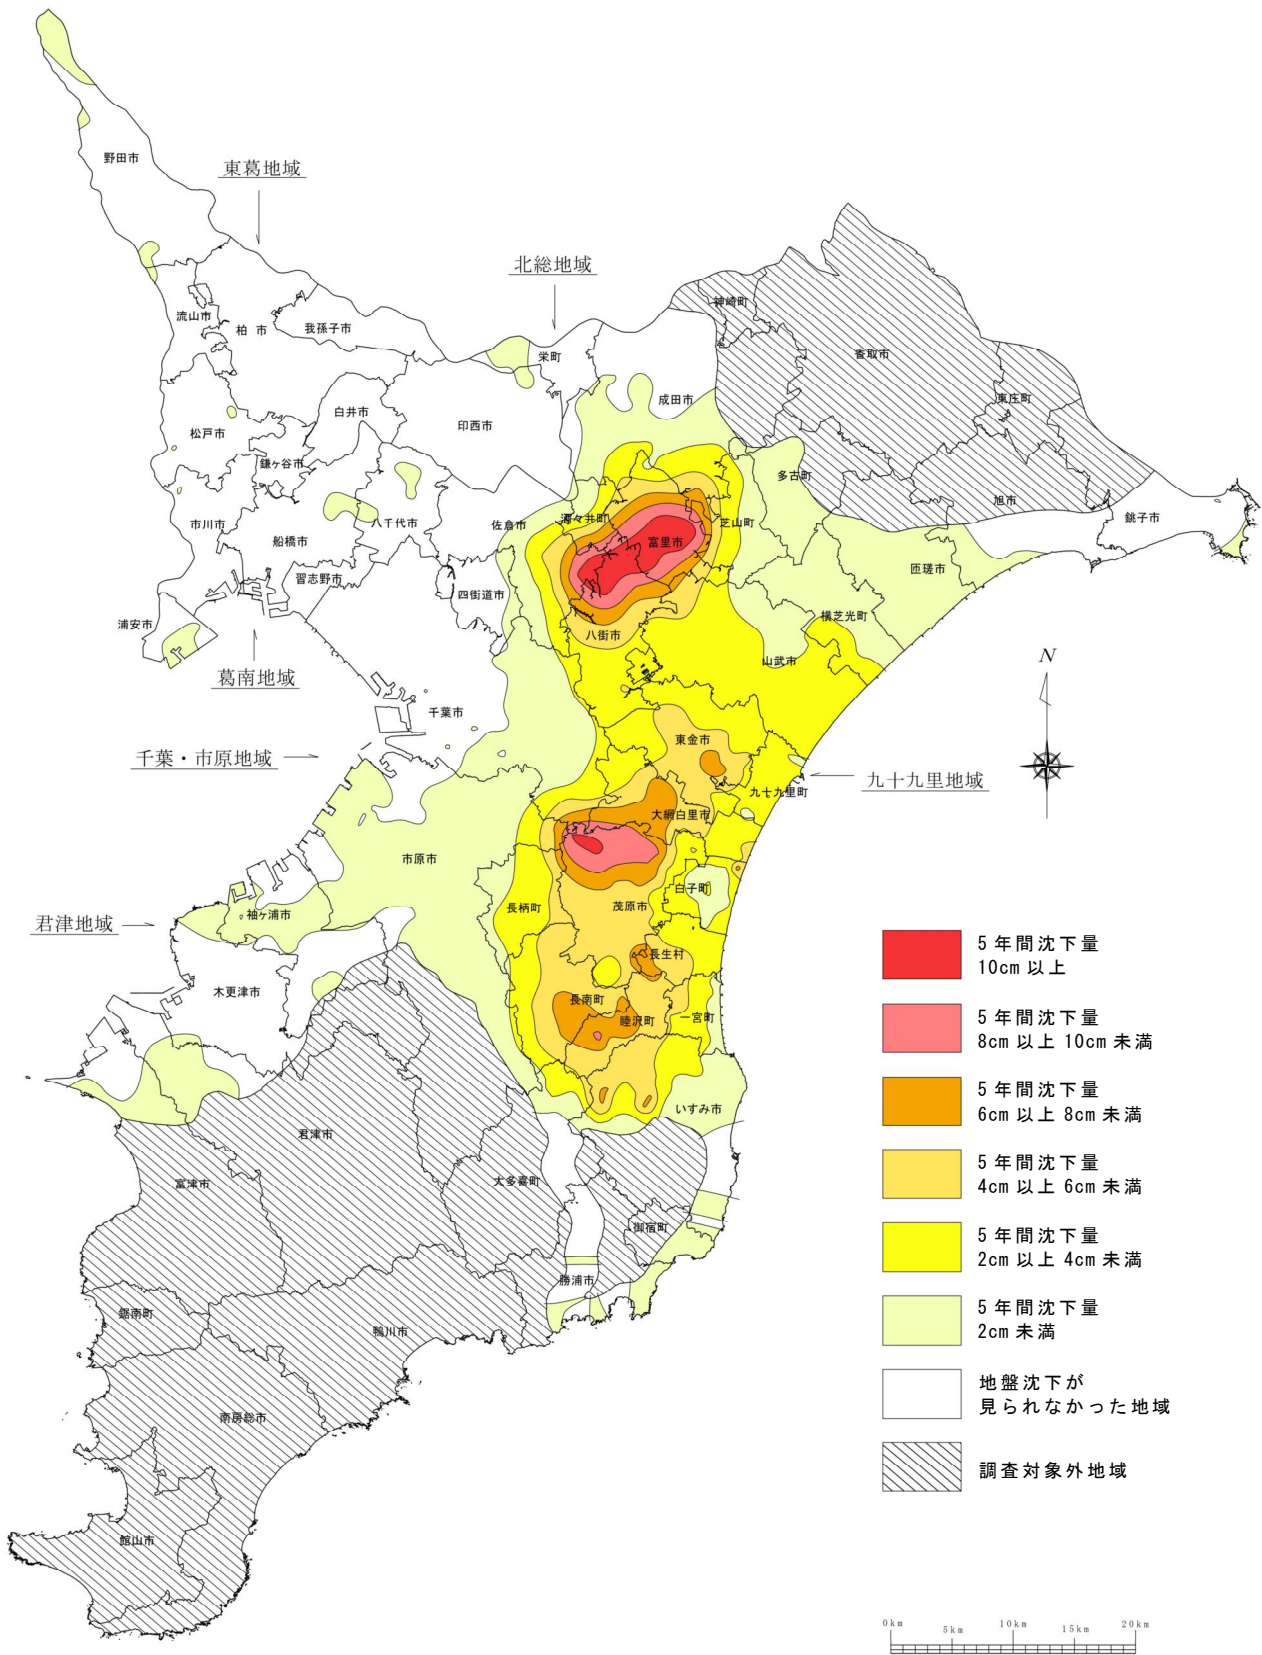 野田市
東葛地域
北総地域
神崎町
流山市
柏 市
我孫子市
栄町
香取市
成田市
東庄町
白井市
松戸市
印西市
鎌ヶ谷市
多古町
旭市
市川市
八千代市
佐倉市
酒々井町
芝山町
銚子市
船橋市
富里市
習志野市
匝瑳市
四街道市
浦安市
八街市
横芝光町
山武市
葛南地域
N
千葉市
東金市
千葉・市原地域
九十九里町
九十九里地域
大網白里市
市原市
白子町
君津地域
袖ヶ浦市
長柄町
茂原市
長生村
木更津市
長南町
睦沢町
一宮町
いすみ市
君津市
富津市
大多喜町
御宿町
勝浦市
鋸南町
鴨川市
南房総市
館山市
5年間沈下量
10cm以上
5年間沈下量
8cm以上10cm未満
5年間沈下量
6cm以上8cm未満
5年間沈下量
4cm以上6cm未満
5年間沈下量
2cm以上4cm未満
5年間沈下量
2cm未満
地盤沈下が
見られなかった地域
調査対象外地域
0km 5km 10km 15km 20km